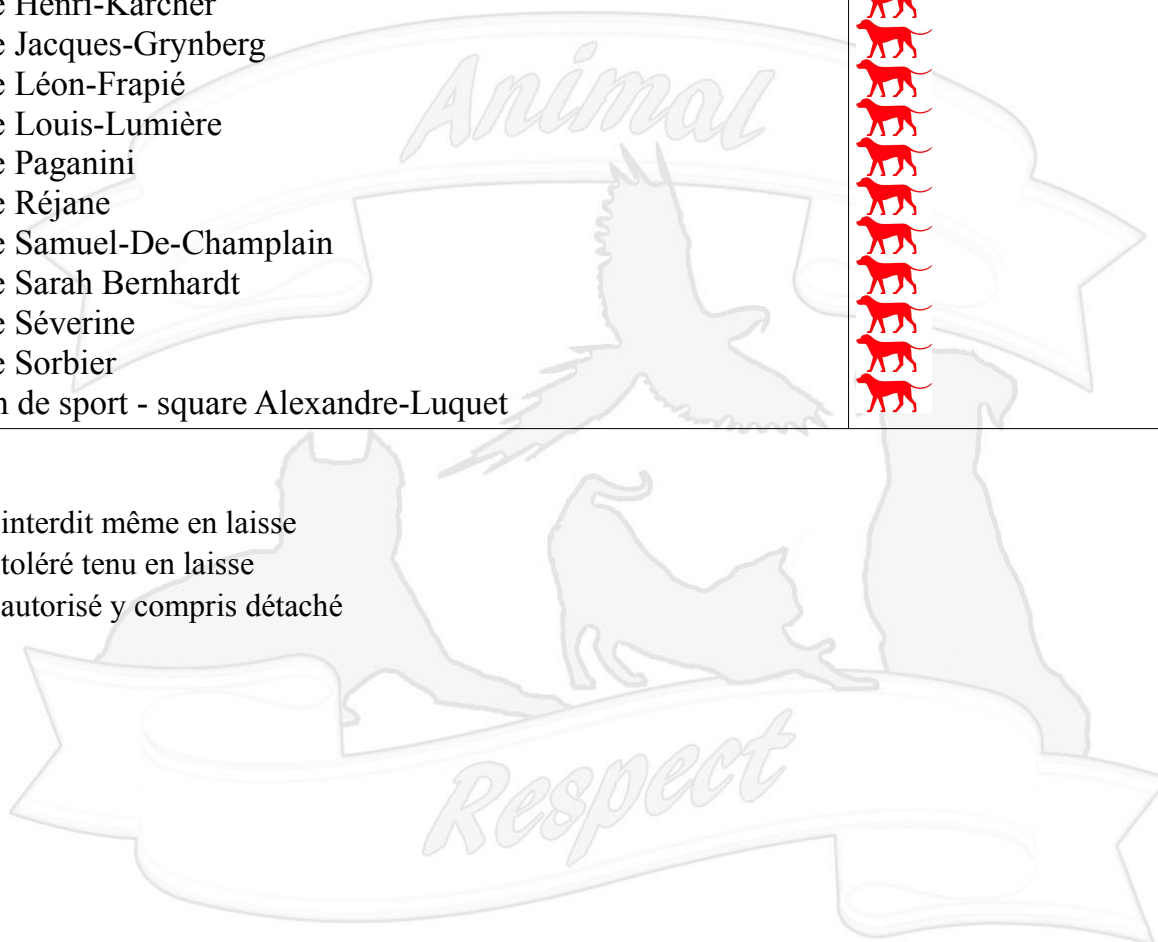 e Henri-Karcher
e Jacques-Grynberg
e Léon-Frapié
e Louis-Lumière
e Paganini
e Réjane
e Samuel-De-Champlain
e Sarah Bernhardt
e Séverine
e Sorbier
n de sport - square Alexandre-Luquet
interdit même en laisse
toléré tenu en laisse
autorisé y compris détaché
Animal
Respect